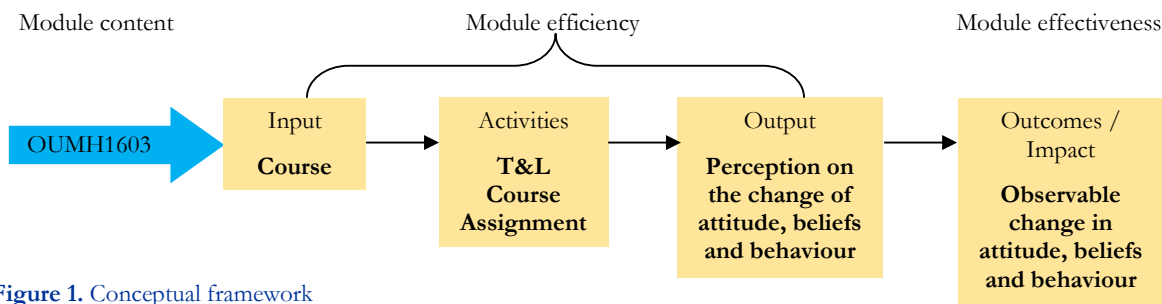 Module content
Module efficiency
Module effectiveness
OUMH1603
Input
Course
Activities
T&L
Course
Assignment
Output
Perception on
the change of
attitude, beliefs
and behaviour
Outcomes /
Impact
Observable
change in
attitude, beliefs
and behaviour
Figure 1. Conceptual framework